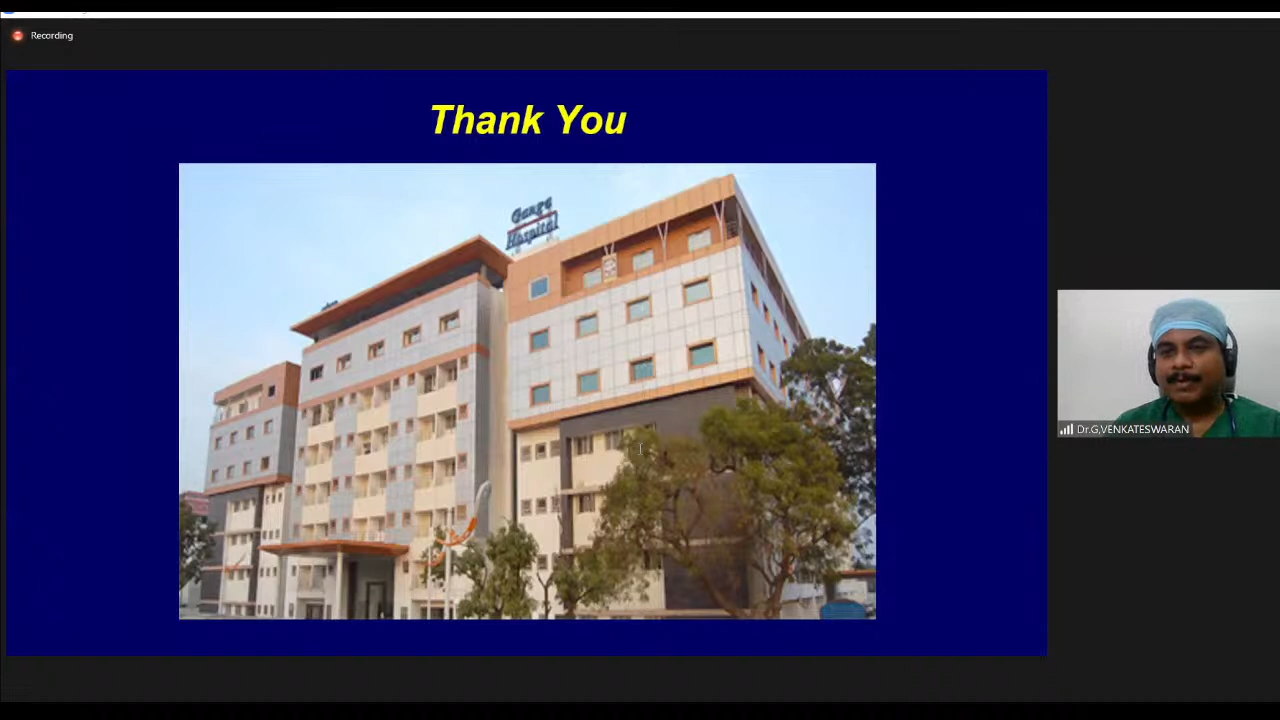 Recording
Thank You
Ganga
Hospital
Dr.G,VENKATESWARAN